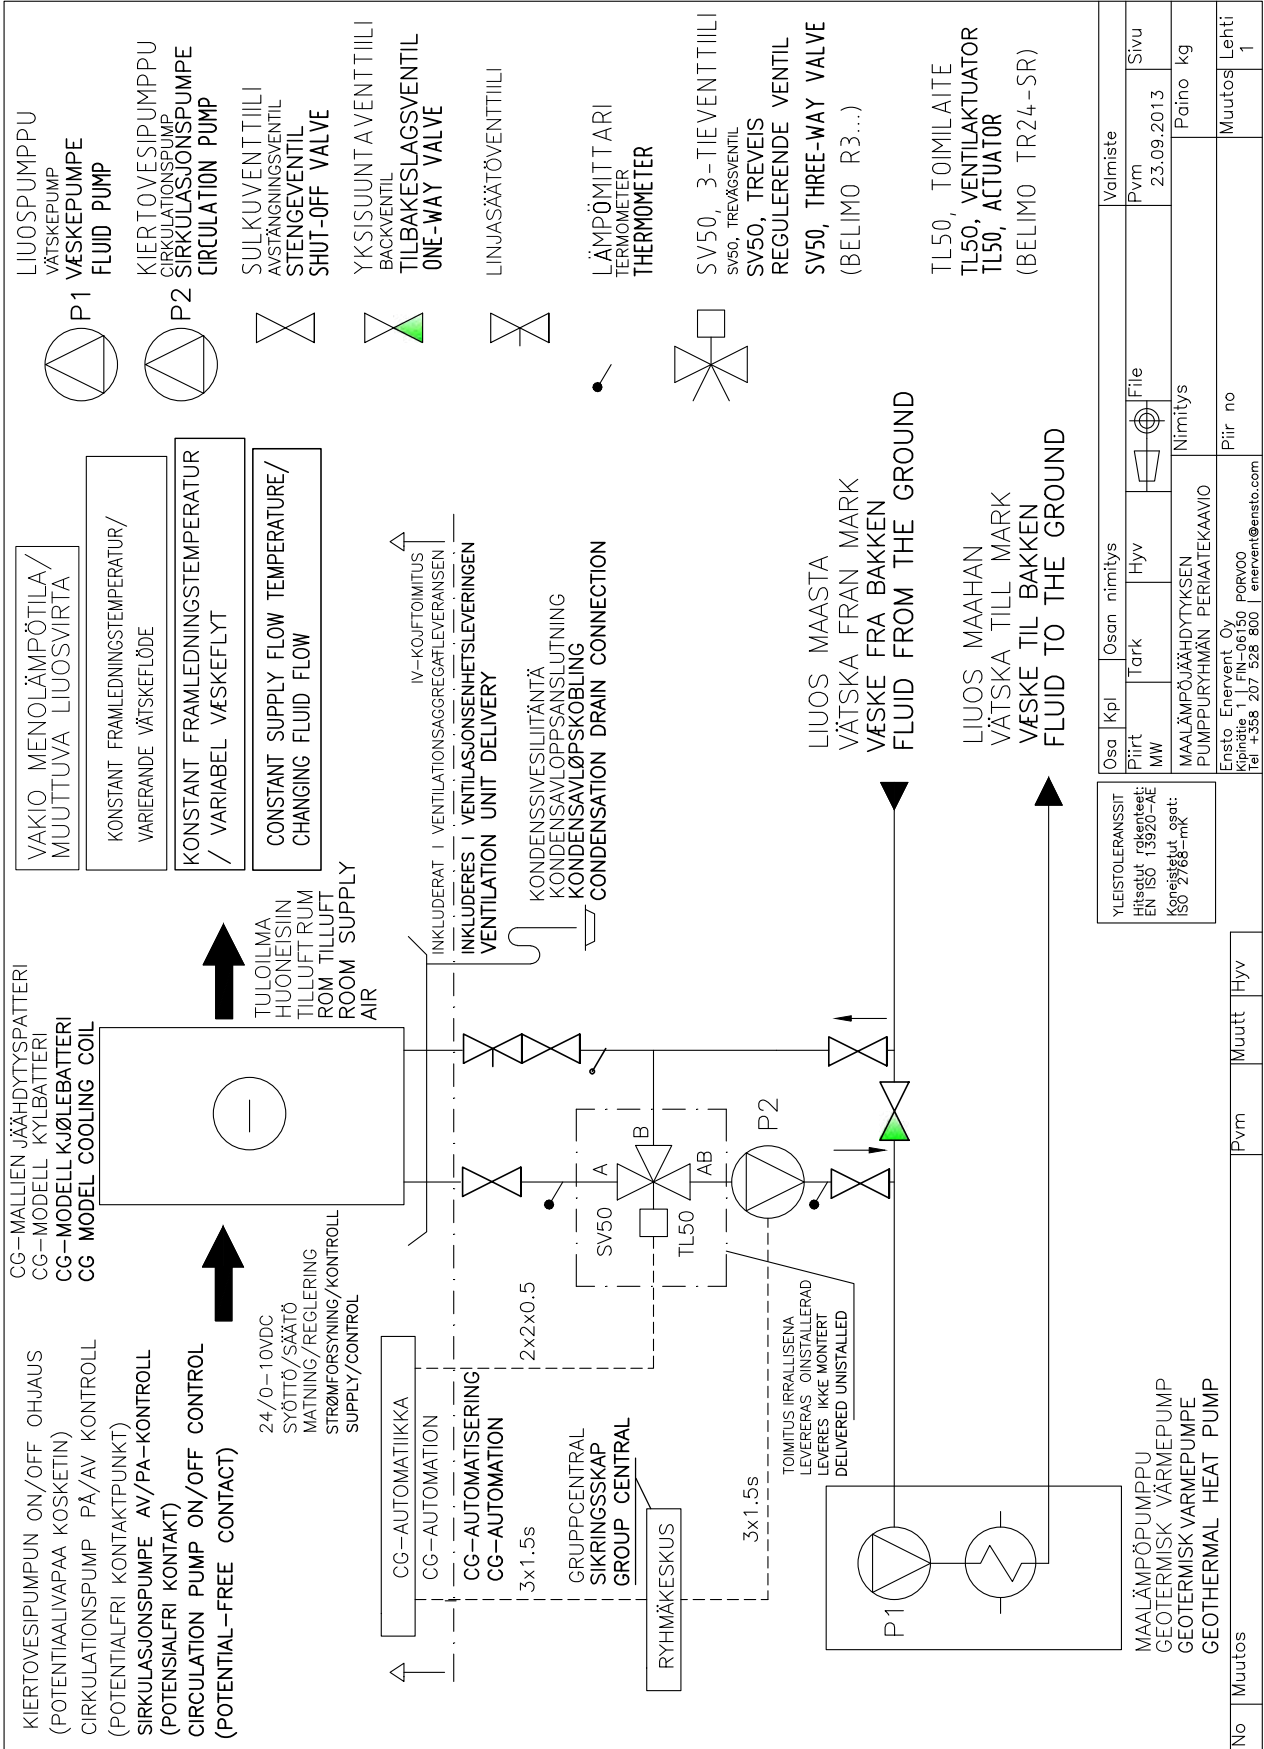 KIERTOVESIPUMPUN ON/OFF OHJAUS
(POTENTIAALIVAPAA KOSKETIN)
CIRKULATIONSPUMP PÅ/AV KONTROLL
(POTENTIALFRI KONTAKTPUNKT)
SIRKULASJONSPUMPE AV/PA-KONTROLL
(POTENSIALFRI KONTAKT)
CIRCULATION PUMP ON/OFF CONTROL
(POTENTIAL-FREE CONTACT)
CG-MALLIEN JÄÄHDYTYSPATTERI
CG-MODELL KYLBATTERI
CG-MODELL KJØLEBATTERI
CG MODEL COOLING COIL
VAKIO MENOLÄMPÖTILA/
MUUTTUVA LIUOSVIRTA
KONSTANT FRAMLEDNINGSTEMPERATUR/
VARIERANDE VÄTSKEFLÖDE
KONSTANT FRAMLEDNINGSTEMPERATUR
/ VARIABEL VÆSKEFLYT
CONSTANT SUPPLY FLOW TEMPERATURE/
CHANGING FLUID FLOW
TULOILMA
HUONEISIIN
TILLUFT RUM
ROM TILLUFT
ROOM SUPPLY
AIR
24/0-10VDC
SYÖTTÖ/SÄÄTÖ
MATNING/REGLERING
STRØMFORSYNING/KONTROLL
SUPPLY/CONTROL
CG-AUTOMATIIKKA
CG-AUTOMATION
CG-AUTOMATISERING
CG-AUTOMATION
3x1.5s
2x2x0.5
GRUPPCENTRAL
SIKRINGSSKAP
GROUP CENTRAL
RYHMÄKESKUS
3x1.5s
IV-KOJFTOIMITUS
INKLUDERAT I VENTILATIONSAGGREGATLEVERANSEN
INKLUDERES I VENTILASJONSENHETSLEVERINGEN
VENTILATION UNIT DELIVERY
KONDENSSIVESILIITÄNTÄ
KONDENSAVLOPPSANSLUTNING
KONDENSAVLØPSKOBLING
CONDENSATION DRAIN CONNECTION
SV50
A
B
AB
TL50
P2
TOIMITUS IRRALLISENA
LEVERERAS OINSTALLERAD
LEVERES IKKE MONTERT
DELIVERED UNISTALLED
LIUOS MAASTA
VÄTSKA FRAN MARK
VÆSKE FRA BAKKEN
FLUID FROM THE GROUND
LIUOS MAAHAN
VÄTSKA TILL MARK
VÆSKE TIL BAKKEN
FLUID TO THE GROUND
P1
MAALÄMPÖPUMPPU
GEOTERMISK VÄRMEPUMP
GEOTERMISK VARMEPUMPE
GEOTHERMAL HEAT PUMP
P1
LIUOSPUMPPU
VÄTSKEPUMP
VÆSKEPUMPE
FLUID PUMP
P2
KIERTOVESIPUMPPU
CIRKULATIONSPUMP
SIRKULASJONSPUMPE
CIRCULATION PUMP
SULKUVENTTIILI
AVSTÄNGNINGSVENTIL
STENGEVENTIL
SHUT-OFF VALVE
YKSISUUNTAVENTTIILI
BACKVENTIL
TILBAKESLAGSVENTIL
ONE-WAY VALVE
LINJASÄÄTÖVENTTIILI
LÄMPÖMITTARI
TERMOMETER
THERMOMETER
SV50, 3-TIEVENTTIILI
SV50, TREVÄGSVENTIL
SV50, TREVEIS
REGULERENDE VENTIL
SV50, THREE-WAY VALVE
(BELIMO R3...)
TL50, TOIMILAITE
TL50, VENTILAKTUATOR
TL50, ACTUATOR
(BELIMO TR24-SR)
YLEISTOLERANSSIT
Hitsatut rakenteet:
EN ISO 13920-AE
Koneistetut osat:
ISO 2768-mK
Osa Kpl Osan nimitys Valmiste
Piirt Tark Hyv File Pvm Sivu
MW 23.09.2013
MAALÄMPÖJÄÄHDYTYKSEN
PUMPPURYHMÄN PERIAATEKAAVIO
Nimitys Paino kg
Ensto Enervent Oy
Kipinätie 1 | FN-06150 PORVOO
Tel +358 207 528 800 | enervent@ensto.com
Piir no Muutos Lehti
1
No Muutos Pvm Muutt Hyv